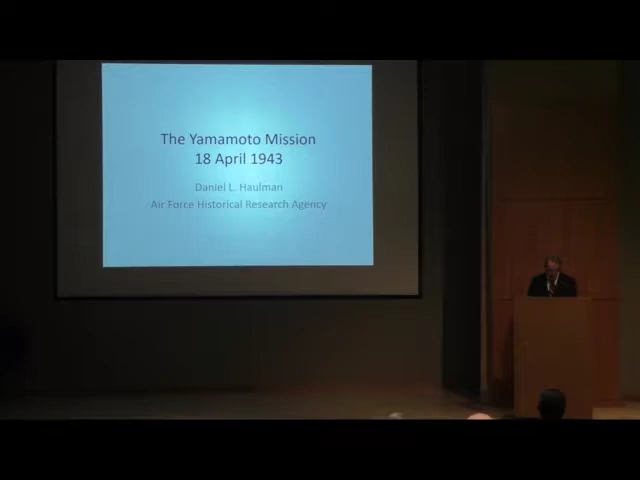 The Yamamoto Mission
18 April 1943
Daniel L. Haulman
Air Force Historical Research Agency